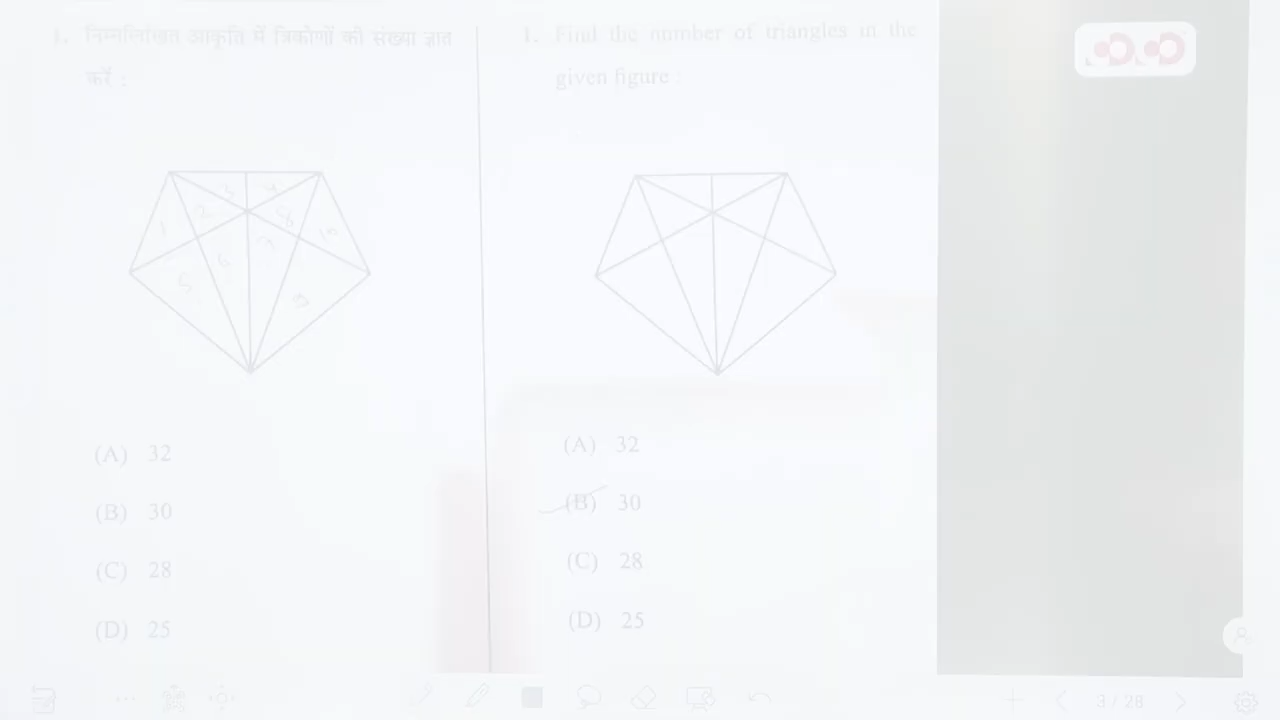 1. निम्नलिखित आकृति में त्रिकोणों की संख्या ज्ञात
करें :
(A) 32
(B) 30
(C) 28
(D) 25
1. Find the number of triangles in the
given figure :
(A) 32
(B) 30
(C) 28
(D) 25
3 / 28